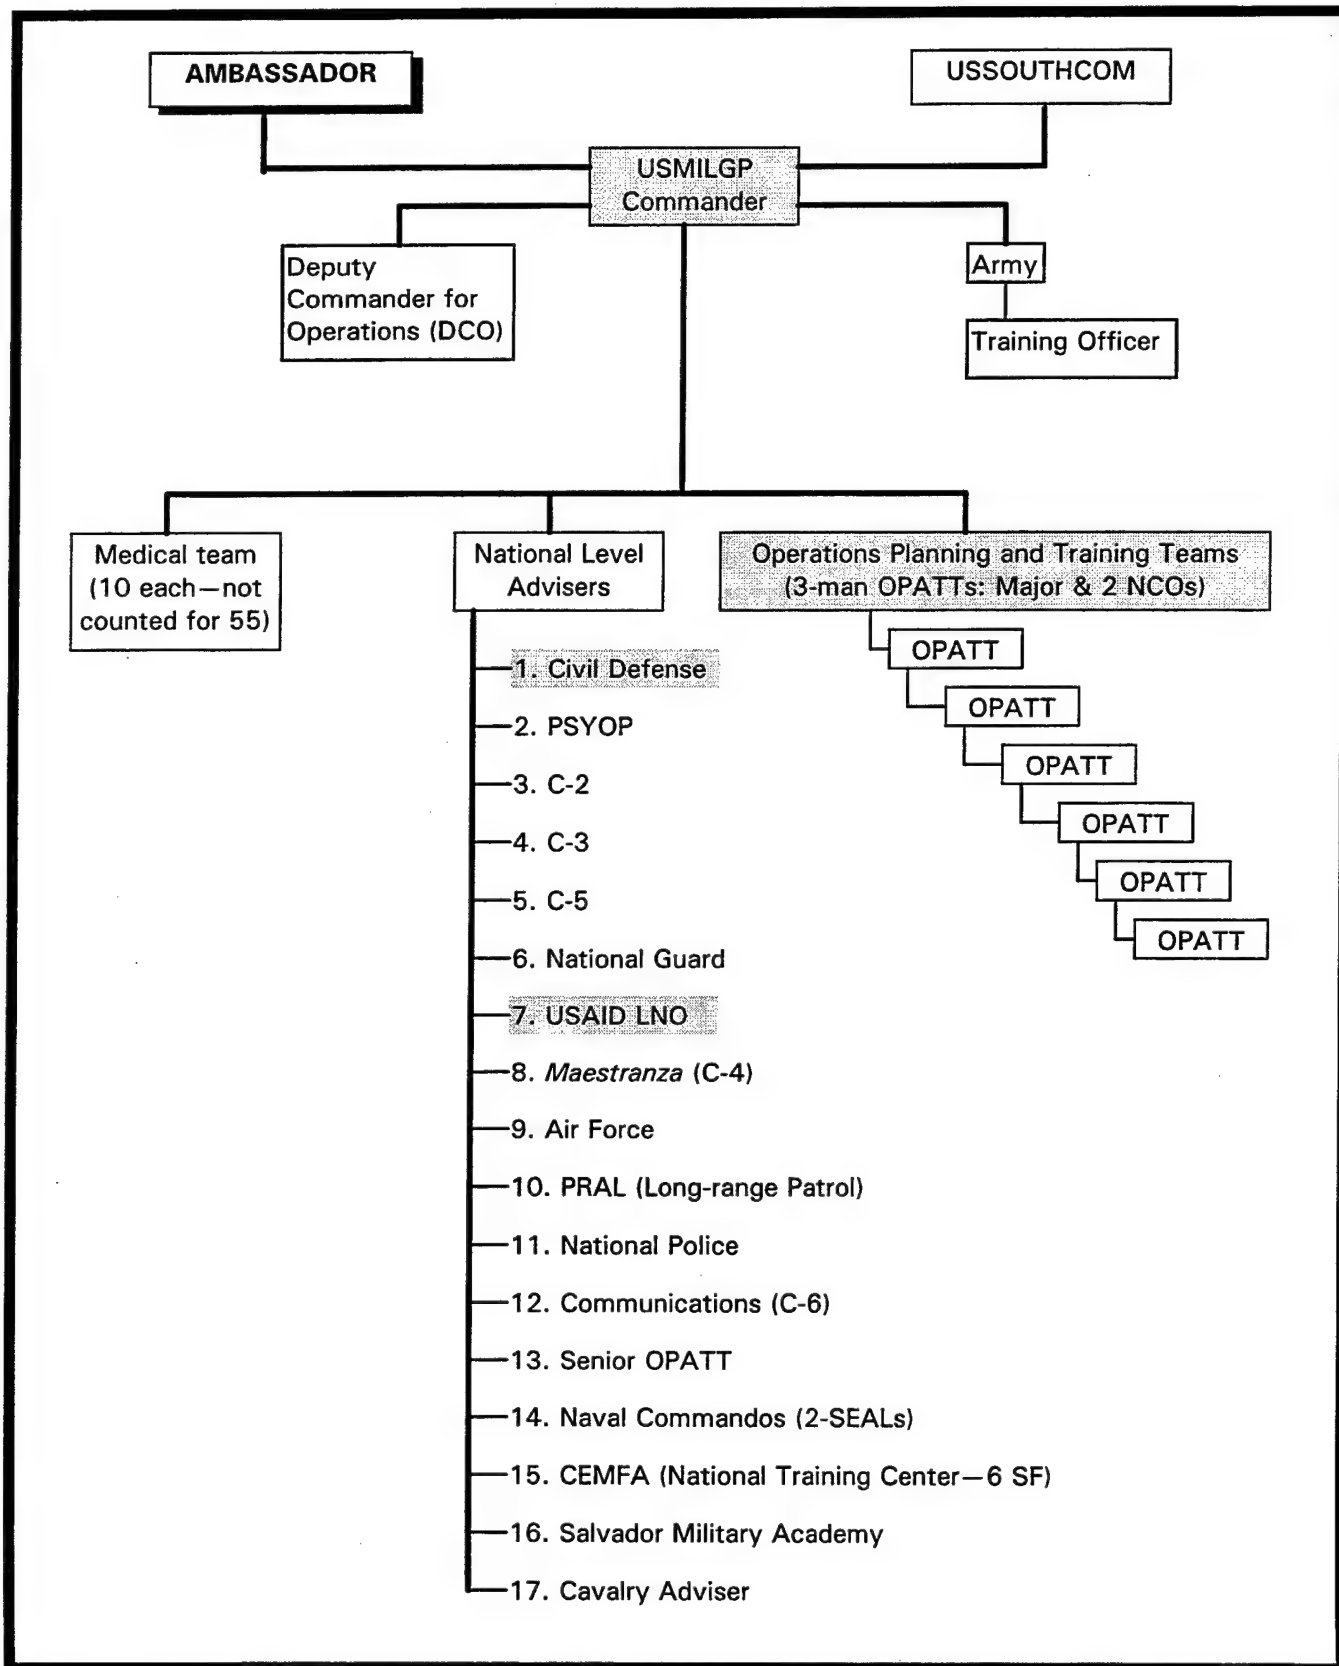 AMBASSADOR
USSOUTHCOM
USMILGP
Commander
Deputy
Commander for
Operations (DCO)
Army
Training Officer
Medical team
(10 each—not
counted for 55)
National Level
Advisers
Operations Planning and Training Teams
(3-man OPATTs: Major & 2 NCOs)
1. Civil Defense
2. PSYOP
3. C-2
4. C-3
5. C-5
6. National Guard
7. USAID LNO
8. Maestranza (C-4)
9. Air Force
10. PRAL (Long-range Patrol)
11. National Police
12. Communications (C-6)
13. Senior OPATT
14. Naval Commandos (2-SEALs)
15. CEMFA (National Training Center—6 SF)
16. Salvador Military Academy
17. Cavalry Adviser
OPATT
OPATT
OPATT
OPATT
OPATT
OPATT